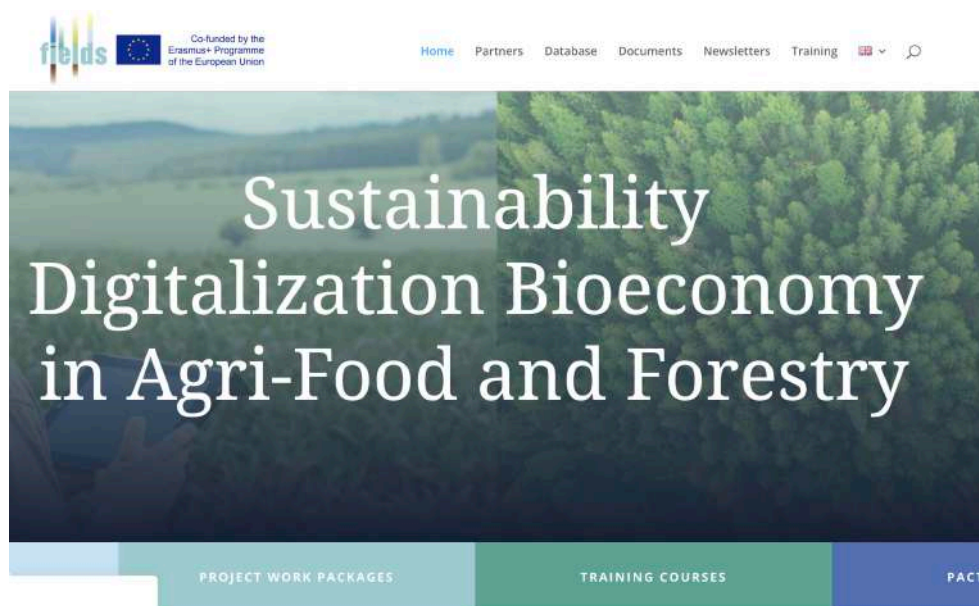 fields
Co-funded by the
Erasmus+ Programme
of the European Union
Home Partners Database Documents Newsletters Training
Sustainability
Digitalization Bioeconomy
in Agri-Food and Forestry
PROJECT WORK PACKAGES TRAINING COURSES PACT